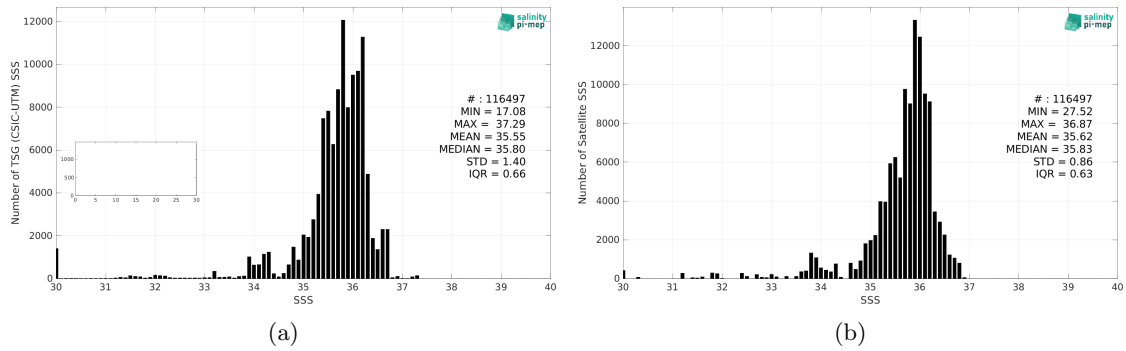 salinity
pi-mep
12000
10000
8000
6000
4000
2000
0
Number of TSG (CSIC-UTM) SSS
# : 116497
MIN = 17.08
MAX = 37.29
MEAN = 35.55
MEDIAN = 35.80
STD = 1.40
IQR = 0.66
1000
500
0
0 5 10 15 20 25 30
30 31 32 33 34 35 36 37 38 39 40
SSS
(a)
salinity
pi-mep
12000
10000
8000
6000
4000
2000
0
Number of Satellite SSS
# : 116497
MIN = 27.52
MAX = 36.87
MEAN = 35.62
MEDIAN = 35.83
STD = 0.86
IQR = 0.63
30 31 32 33 34 35 36 37 38 39 40
SSS
(b)